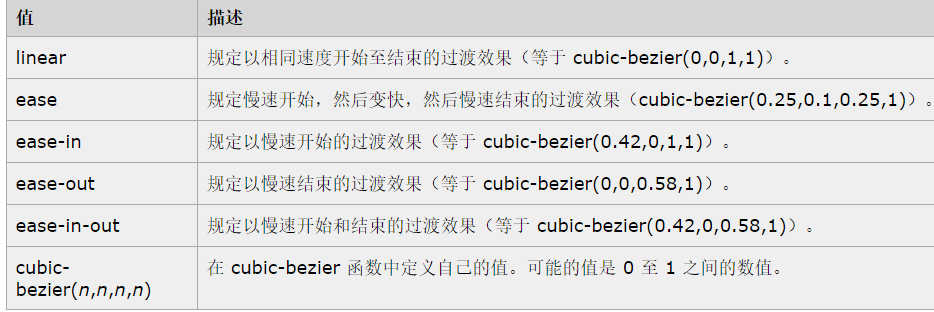 值 描述
linear 规定以相同速度开始至结束的过渡效果（等于 cubic-bezier(0,0,1,1)）。
ease 规定慢速开始，然后变快，然后慢速结束的过渡效果（cubic-bezier(0.25,0.1,0.25,1)）。
ease-in 规定以慢速开始的过渡效果（等于 cubic-bezier(0.42,0,1,1)）。
ease-out 规定以慢速结束的过渡效果（等于 cubic-bezier(0,0,0.58,1)）。
ease-in-out 规定以慢速开始和结束的过渡效果（等于 cubic-bezier(0.42,0,0.58,1)）。
cubic- 在 cubic-bezier 函数中定义自己的值。可能的值是 0 至 1 之间的数值。
bezier(n,n,n,n)